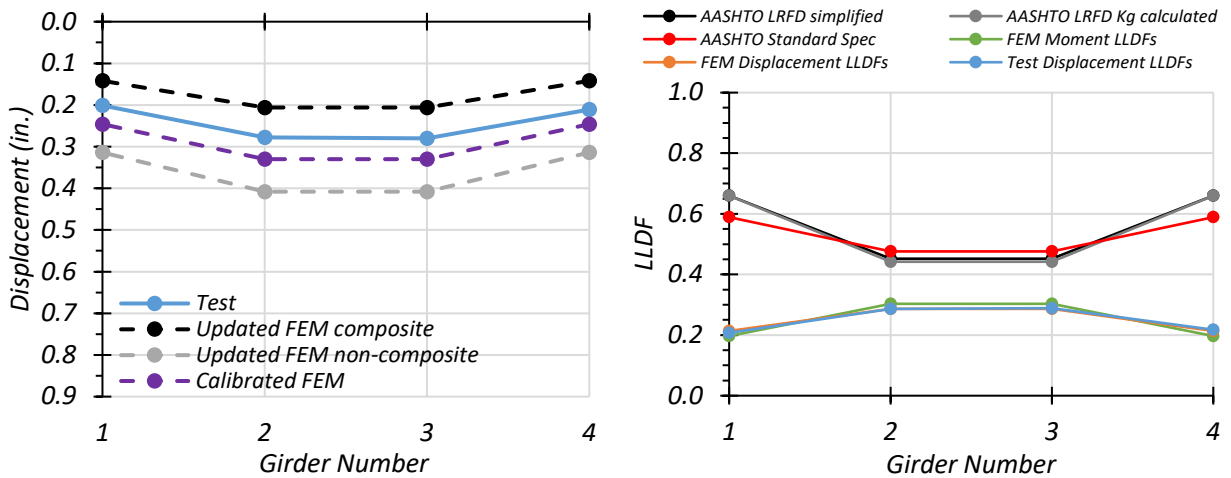 0.0
0.1
0.2
0.3
0.4
0.5
0.6
0.7
0.8
0.9
Displacement (in.)
Test
Updated FEM composite
Updated FEM non-composite
Calibrated FEM
1 2 3 4
Girder Number
AASHTO LRFD simplified AASHTO LRFD Kg calculated
AASHTO Standard Spec FEM Moment LLDFs
FEM Displacement LLDFs Test Displacement LLDFs
1.0
0.8
0.6
0.4
0.2
0.0
LLDF
1 2 3 4
Girder Number